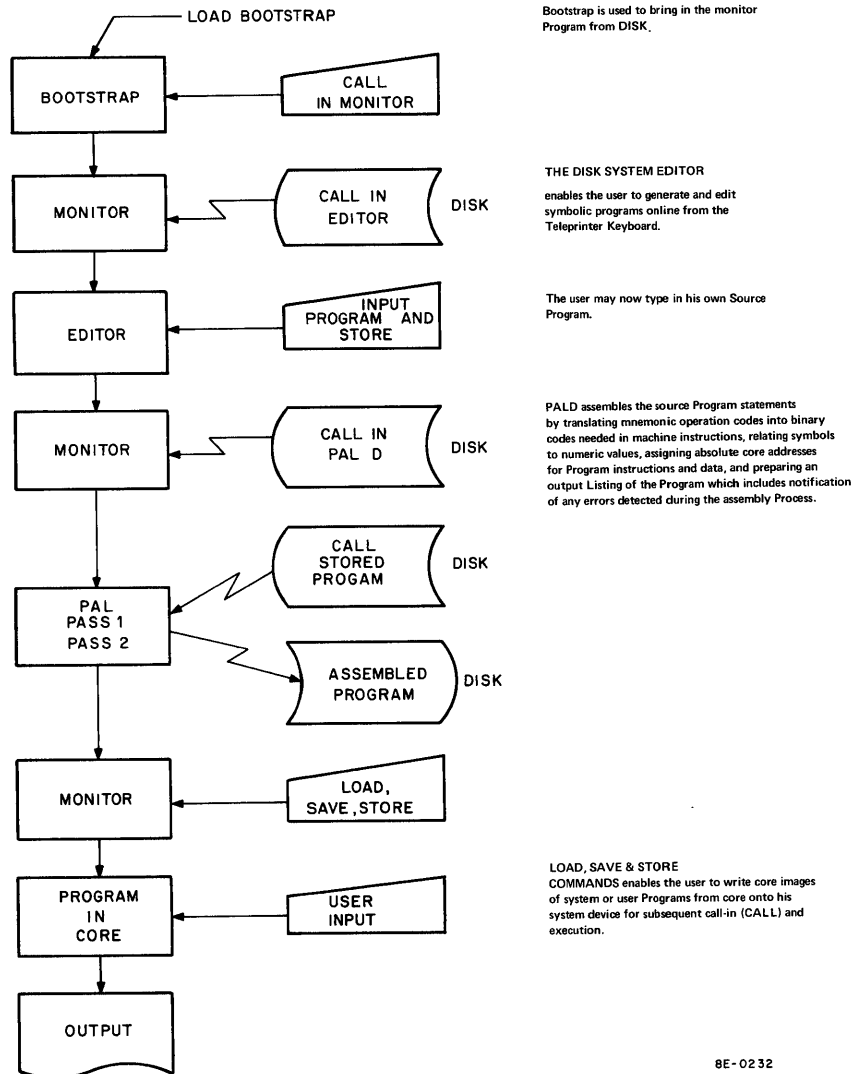 LOAD BOOTSTRAP
Bootstrap is used to bring in the monitor
Program from DISK.
BOOTSTRAP
CALL
IN MONITOR
MONITOR
CALL IN
EDITOR
DISK
THE DISK SYSTEM EDITOR
enables the user to generate and edit
symbolic programs online from the
Teleprinter Keyboard.
EDITOR
INPUT
PROGRAM AND
STORE
The user may now type in his own Source
Program.
MONITOR
CALL IN
PAL D
DISK
PALD assembles the source Program statements
by translating mnemonic operation codes into binary
codes needed in machine instructions, relating symbols
to numeric values, assigning absolute core addresses
for Program instructions and data, and preparing an
output Listing of the Program which includes notification
of any errors detected during the assembly Process.
CALL
STORED
PROGAM
DISK
PAL
PASS 1
PASS 2
ASSEMBLED
PROGRAM
DISK
MONITOR
LOAD,
SAVE, STORE
PROGRAM
IN
CORE
USER
INPUT
LOAD, SAVE & STORE
COMMANDS enables the user to write core images
of system or user Programs from core onto his
system device for subsequent call-in (CALL) and
execution.
OUTPUT
8E-0232